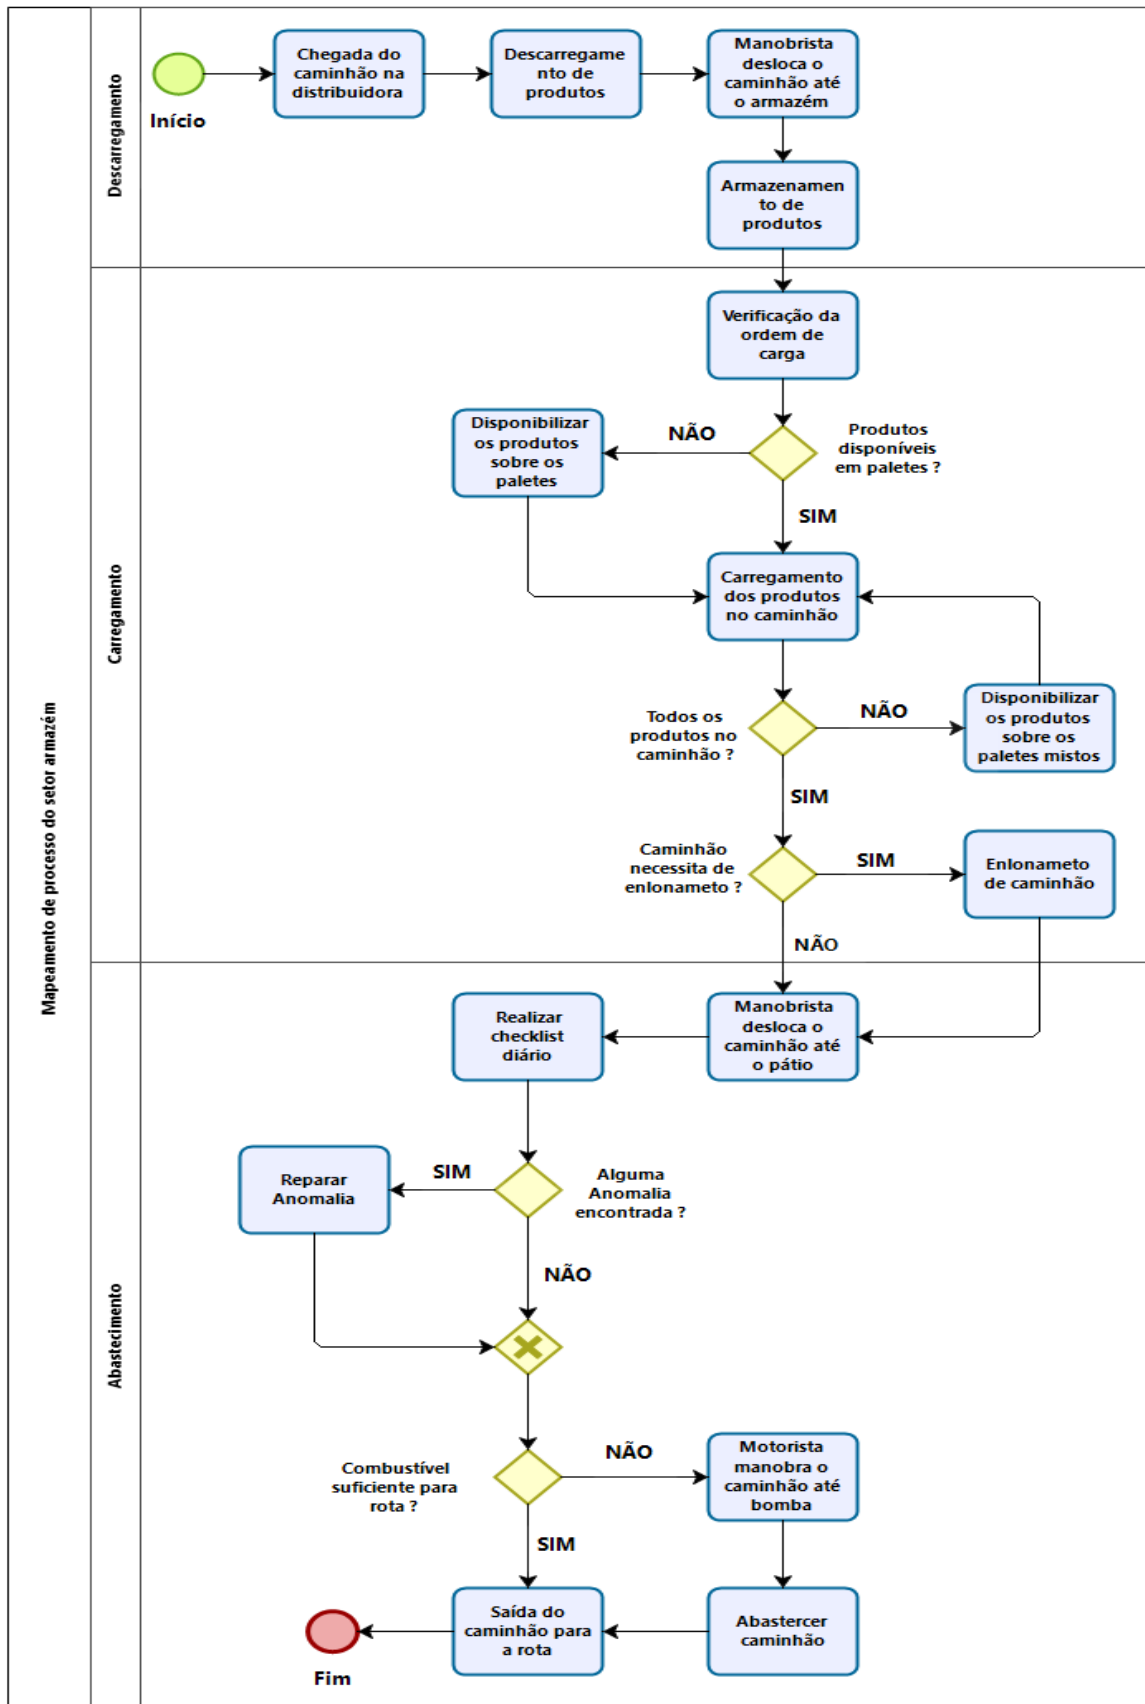 Mapeamento de processo do setor armazém
Descarregamento
Início
Chegada do
caminhão na
distribuidora
Descarregame
nto de
produtos
Manobrista
desloca o
caminhão até
o armazém
Armazenamen
to de
produtos
Carregamento
Verificação da
ordem de
carga
Produtos
disponíveis
em paletes ?
NÃO
Disponibilizar
os produtos
sobre os
paletes
SIM
Carregamento
dos produtos
no caminhão
Todos os
produtos no
caminhão ?
NÃO
Disponibilizar
os produtos
sobre os
paletes mistos
SIM
Caminhão
necessita de
enlonameto ?
SIM
Enlonameto
de caminhão
NÃO
Abastecimento
Manobrista
desloca o
caminhão até
o pátio
Realizar
checklist
diário
Alguma
Anomalia
encontrada ?
SIM
Reparar
Anomalia
NÃO
Combustível
suficiente para
rota ?
NÃO
Motorista
manobra o
caminhão até
bomba
SIM
Abastercer
caminhão
Saída do
caminhão para
a rota
Fim